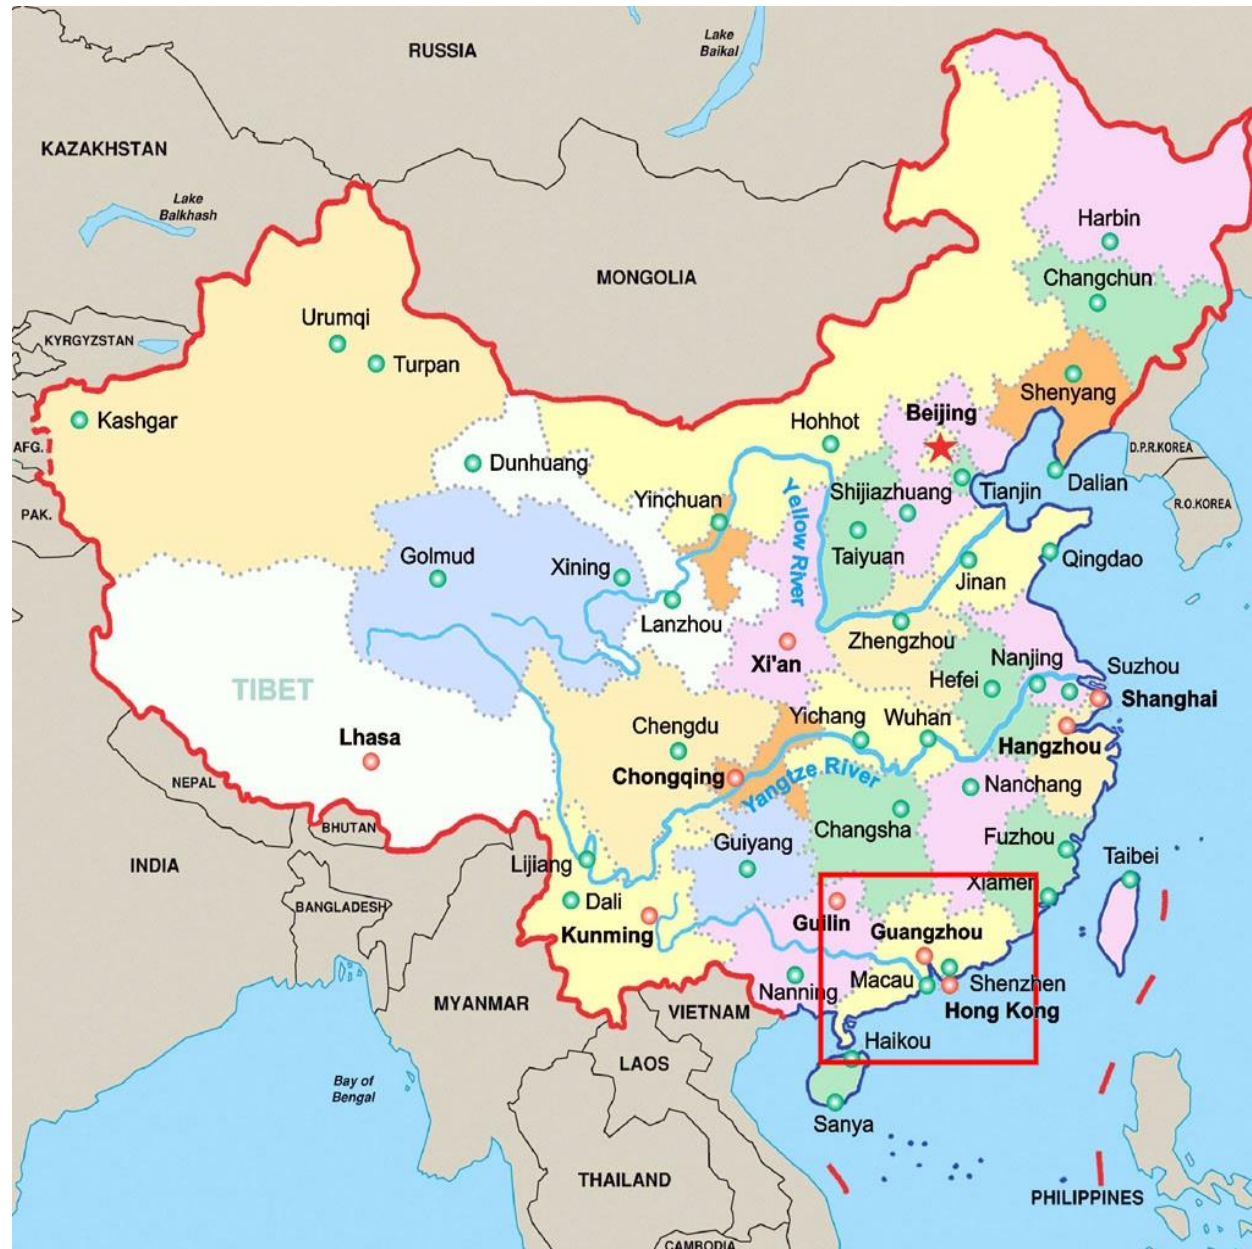 RUSSIA
Lake
Baikal
KAZAKHSTAN
Lake
Balkhash
Harbin
MONGOLIA
Changchun
Urumqi
KYRGYZSTAN
Turpan
Shenyang
Kashgar
Beijing
Hohhot
AFG.
D.P.R.KOREA
Dunhuang
Dalian
Shijiazhuang
Tianjin
Yinchuan
Yellow River
PAK.
R.O.KOREA
Golmud
Xining
Taiyuan
Jinan
Qingdao
Lanzhou
Zhengzhou
Xi'an
Nanjing
Suzhou
TIBET
Hefei
Shanghai
Chengdu
Yichang
Wuhan
Lhasa
Hangzhou
Chongqing
Yangtze River
NEPAL
Nanchang
BHUTAN
Changsha
Fuzhou
Guiyang
INDIA
Lijiang
Taibei
Xiamen
BANGLADESH
Dali
Guilin
Kunming
Guangzhou
Macau
Shenzhen
Nanning
MYANMAR
VIETNAM
Hong Kong
Haikou
LAOS
Bay of
Bengal
Sanya
THAILAND
PHILIPPINES
CAMBODIA